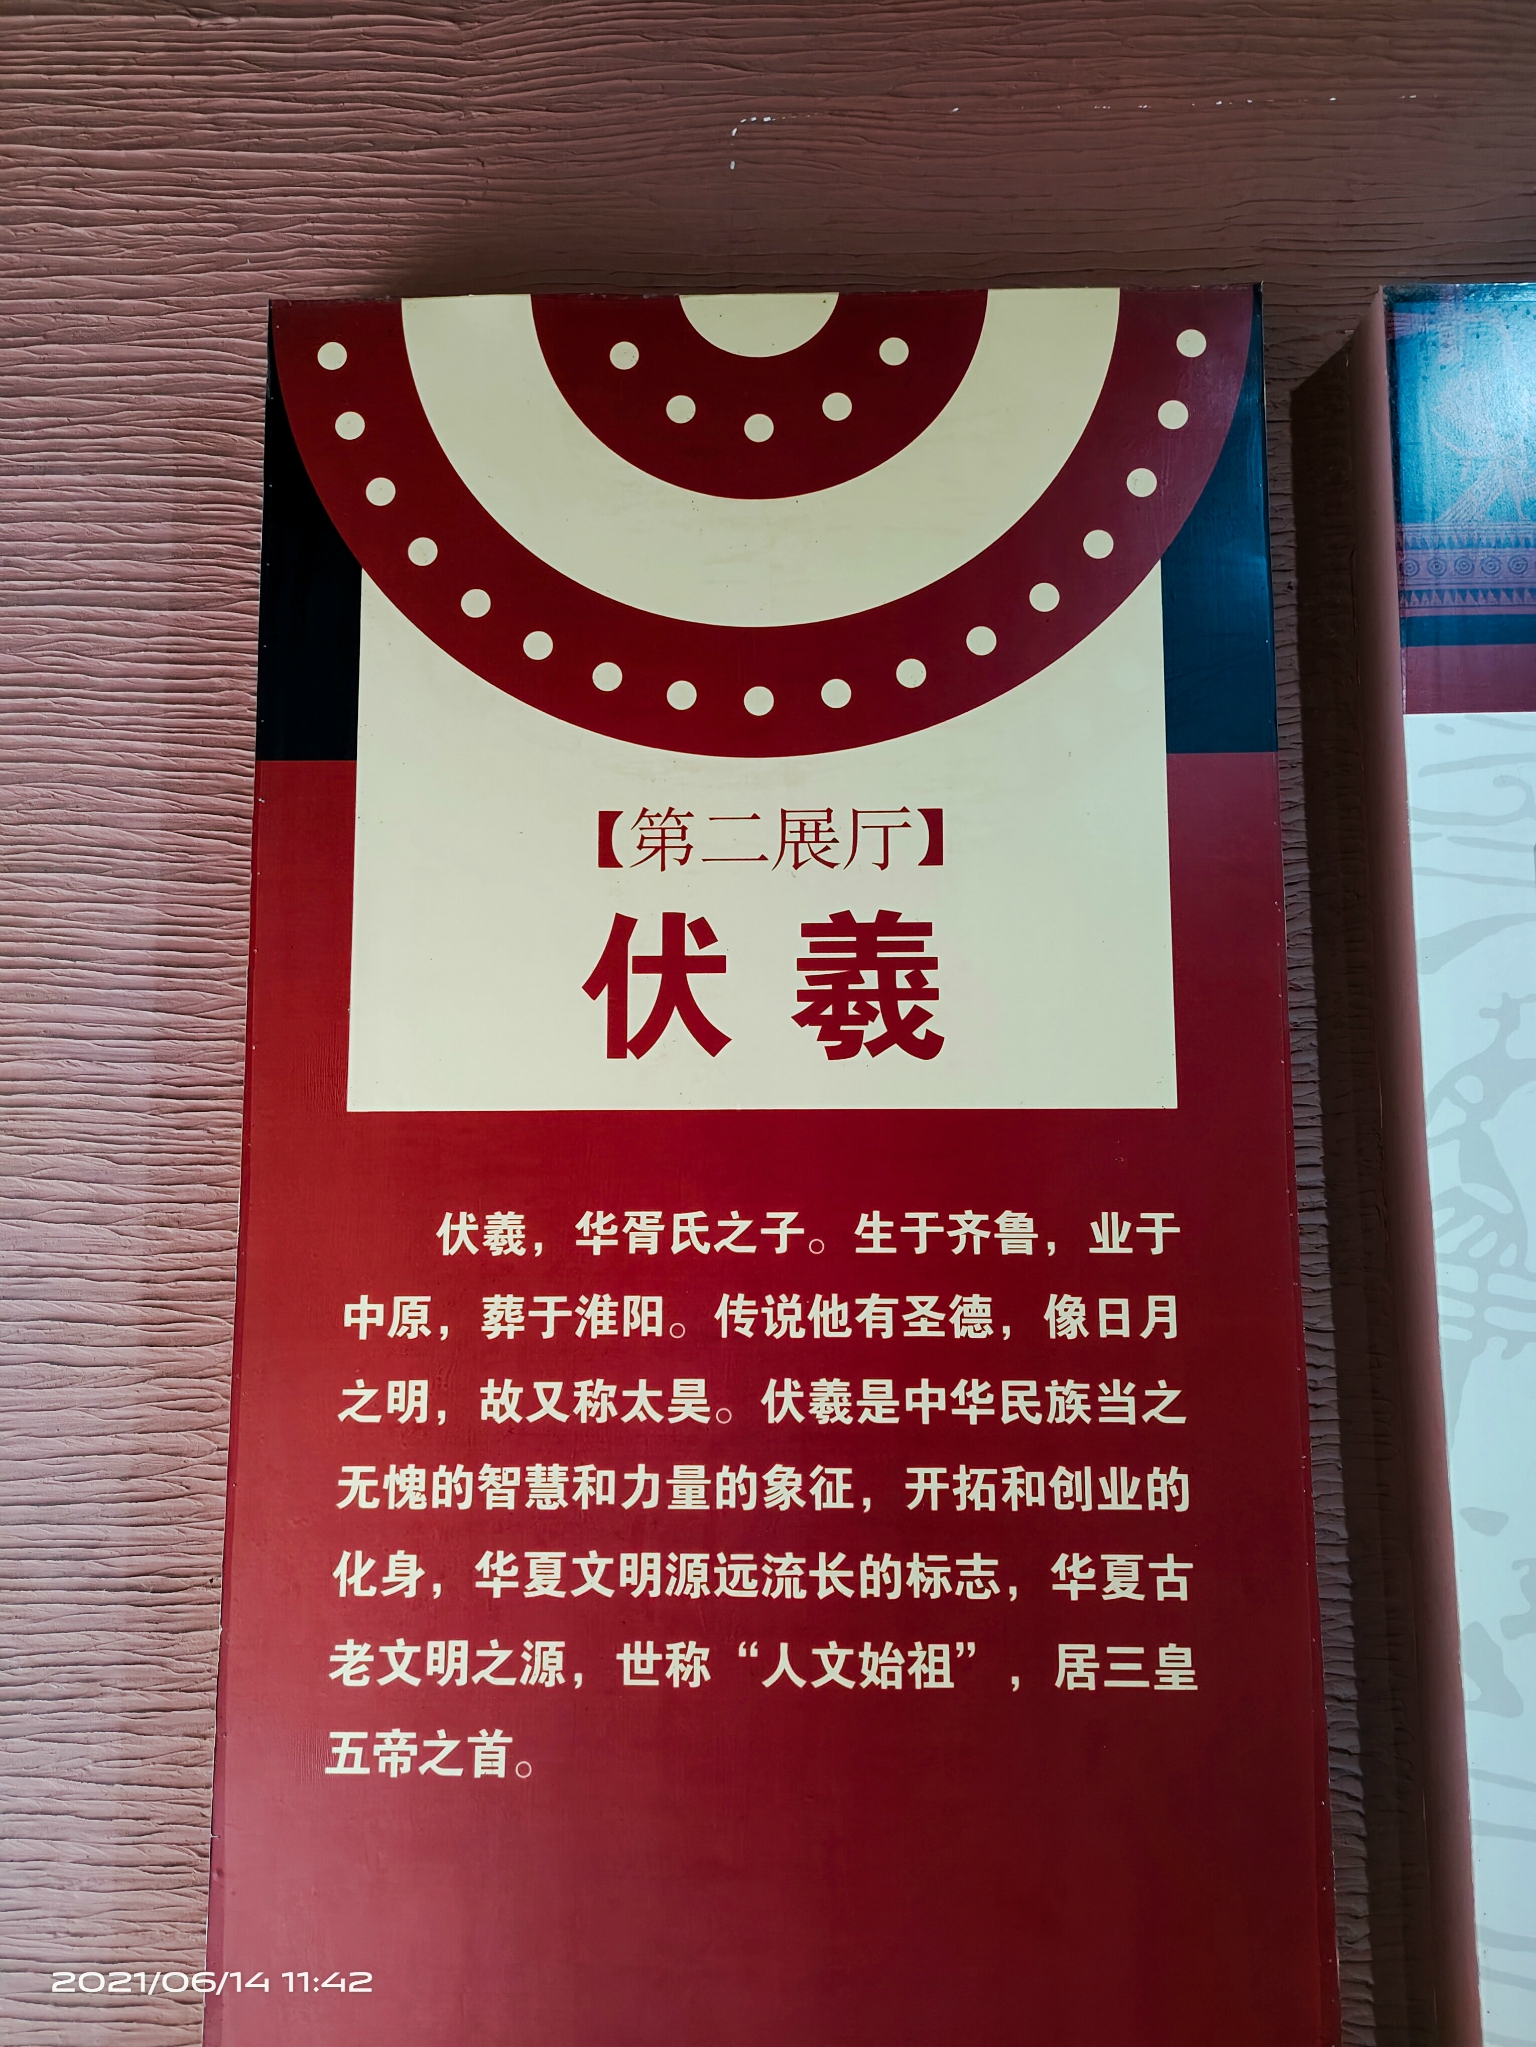 【第二展厅】
伏羲
伏羲，华胥氏之子。生于齐鲁，业于
中原，葬于淮阳。传说他有圣德，像日月
之明，故又称太昊。伏羲是中华民族当之
无愧的智慧和力量的象征，开拓和创业的
化身，华夏文明源远流长的标志，华夏古
老文明之源，世称“人文始祖”，居三皇
五帝之首。
2021/06/14 11:42